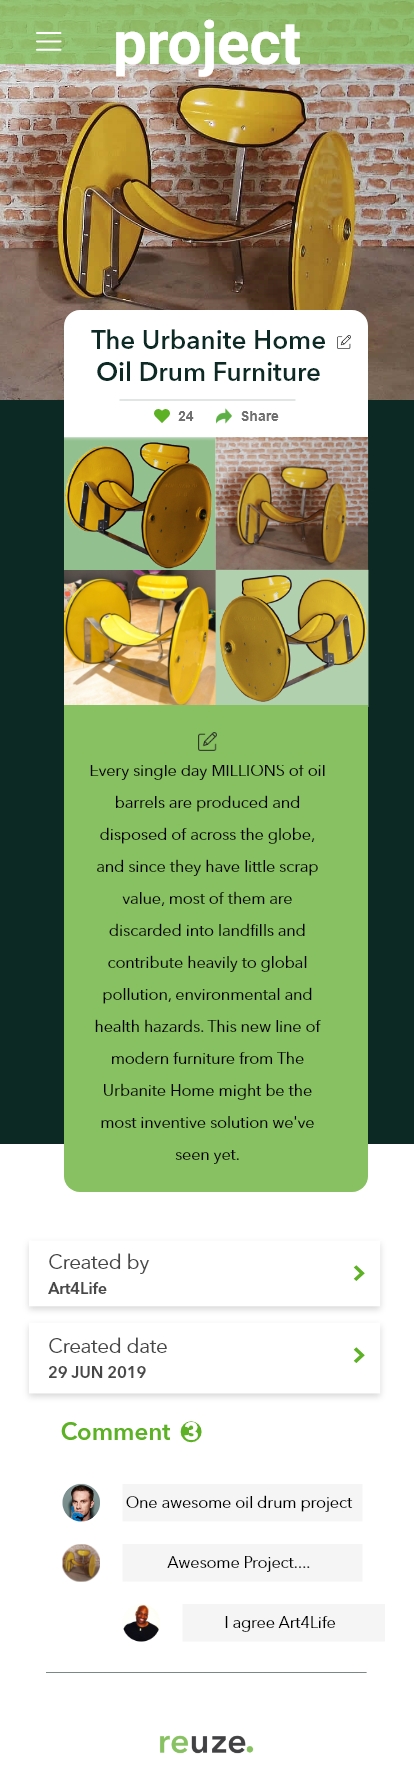 project
The Urbanite Home
Oil Drum Furniture
24 Share
Every single day MILLIONS of oil
barrels are produced and
disposed of across the globe,
and since they have little scrap
value, most of them are
discarded into landfills and
contribute heavily to global
pollution, environmental and
health hazards. This new line of
modern furniture from The
Urbanite Home might be the
most inventive solution we've
seen yet.
Created by
Art4Life
Created date
29 JUN 2019
Comment 3
One awesome oil drum project
Awesome Project....
I agree Art4Life
reuze.